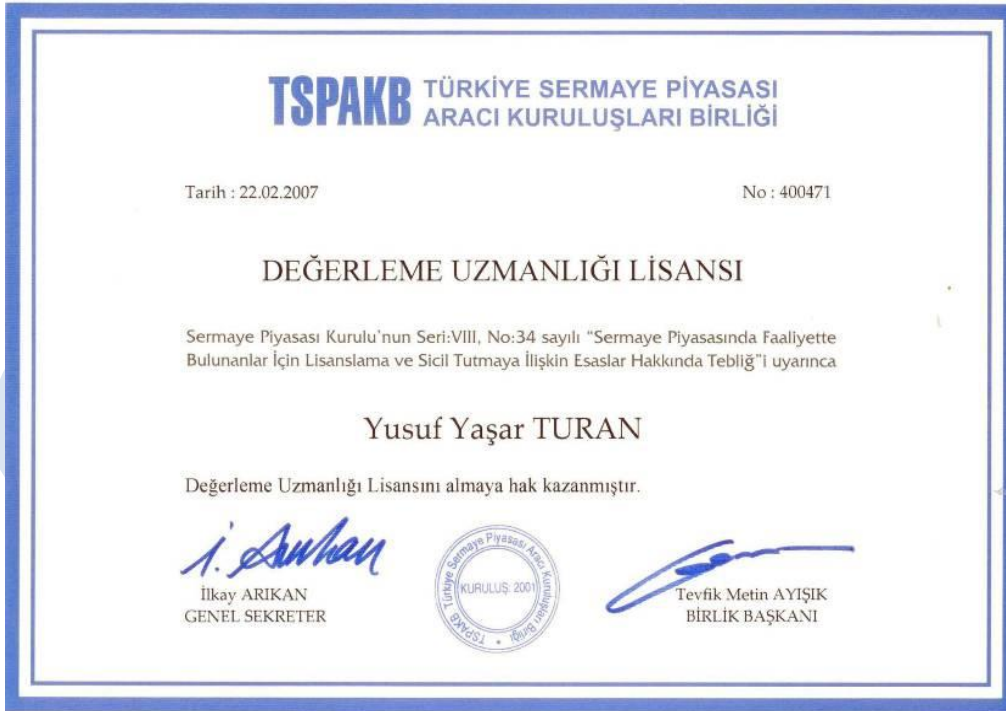 TSPAKB TÜRKİYE SERMAYE PİYASASI
ARACI KURULUŞLARI BİRLİĞİ
Tarih : 22.02.2007
No : 400471
DEĞERLEME UZMANLIĞI LİSANSI
Sermaye Piyasası Kurulu'nun Seri:VIII, No:34 sayılı "Sermaye Piyasasında Faaliyette
Bulunanlar İçin Lisanslama ve Sicil Tutmaya İlişkin Esaslar Hakkında Tebliğ"i uyarınca
Yusuf Yaşar TURAN
Değerleme Uzmanlığı Lisansını almaya hak kazanmıştır.
İ. Arıkan
İlkay ARIKAN
GENEL SEKRETER
TSPAKB Türkiye Sermaye Piyasası Aracı Kuruluşları Birliği
KURULUŞ: 2001
Tevfik Metin AYIŞIK
BİRLİK BAŞKANI